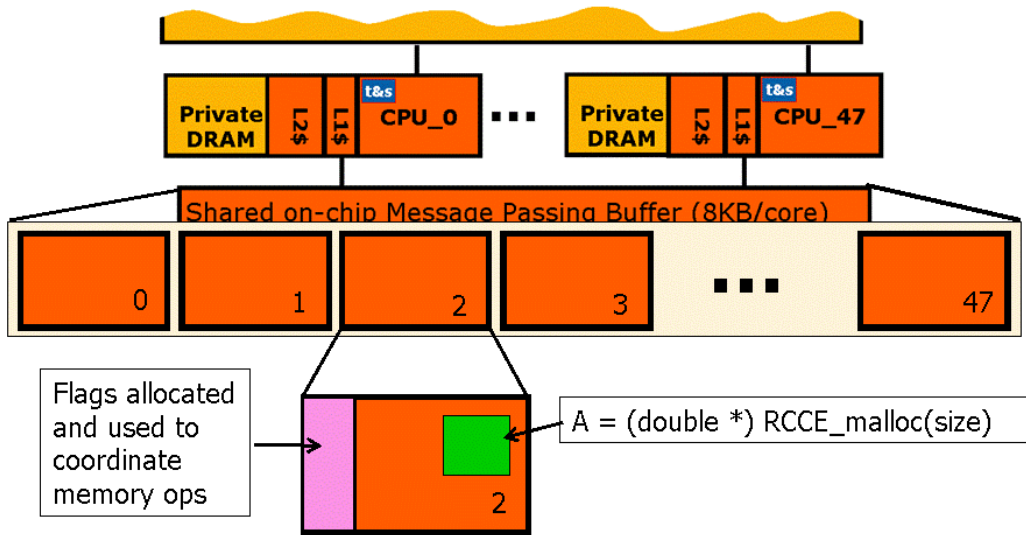 t&s
t&s
Private
DRAM
L2$
L1$
CPU_0
...
Private
DRAM
L2$
L1$
CPU_47
Shared on-chip Message Passing Buffer (8KB/core)
0
1
2
3
...
47
Flags allocated
and used to
coordinate
memory ops
A = (double *) RCCE_malloc(size)
2